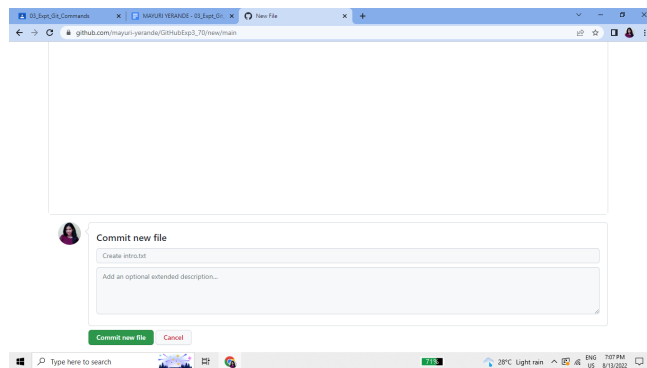 03_Expt_Git_Commands
MAYURI YERANDE - 03_Expt_Git_
New File
github.com/mayuri-yerande/GitHubExp3_70/new/main
Commit new file
Create intro.txt
Add an optional extended description...
Commit new file
Cancel
Type here to search
71%
28°C Light rain
ENG
US
7:07 PM
8/13/2022